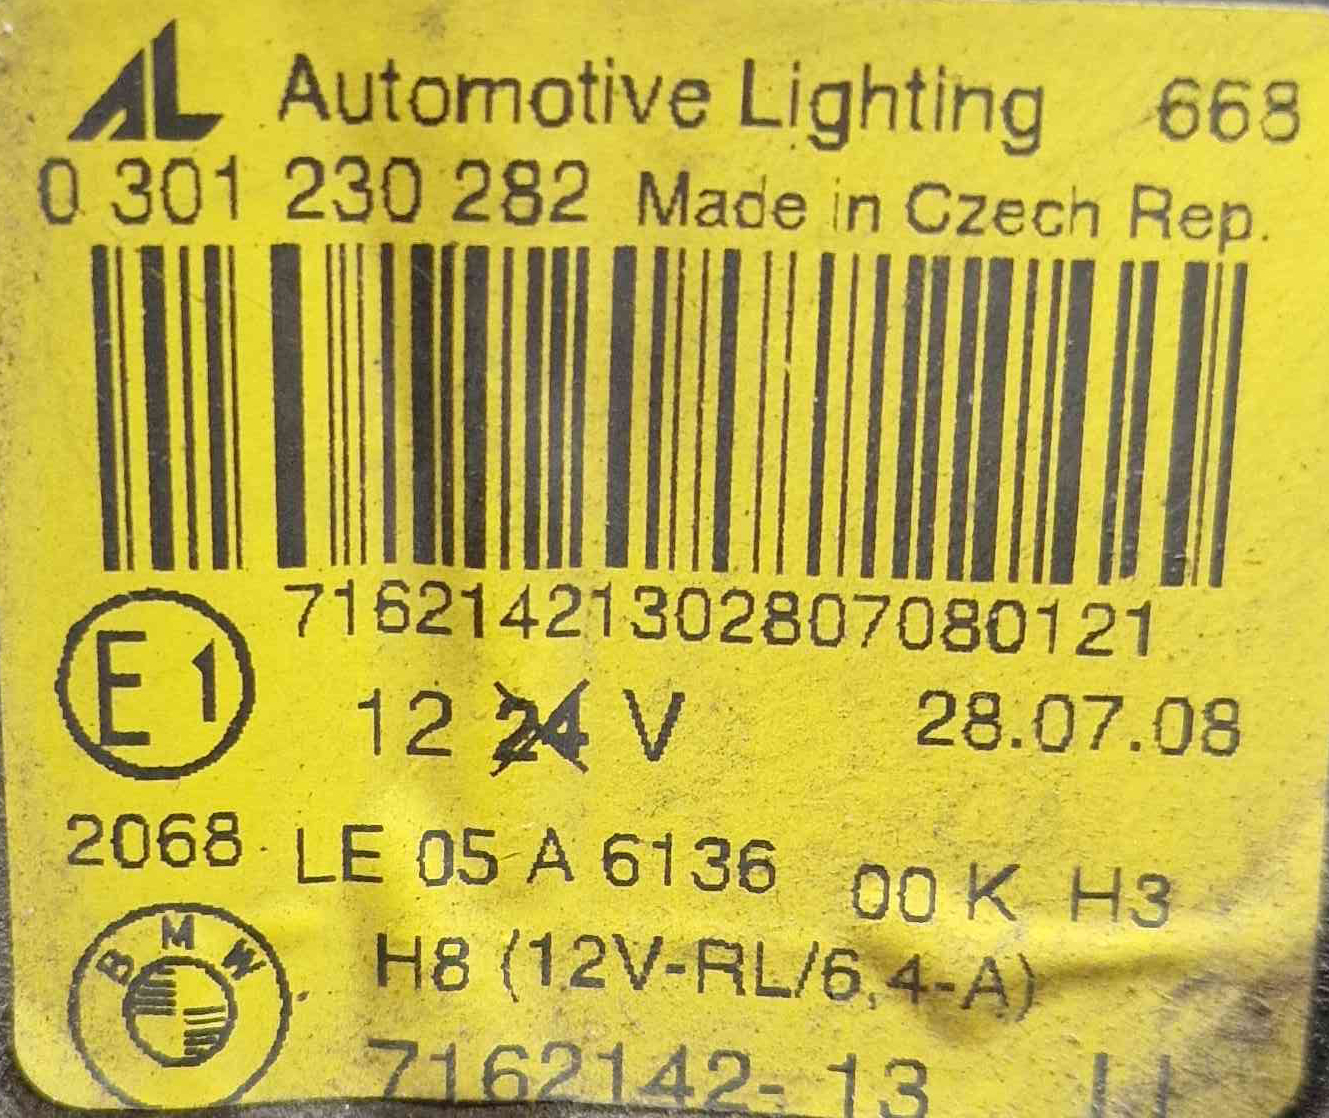 AL Automotive Lighting 668
0 301 230 282 Made in Czech Rep.
71621421302807080121
E1
12 24 V 28.07.08
2068 LE 05 A 6136 00 K H3
BMW H8 (12V-RL/6,4-A)
7162142-13